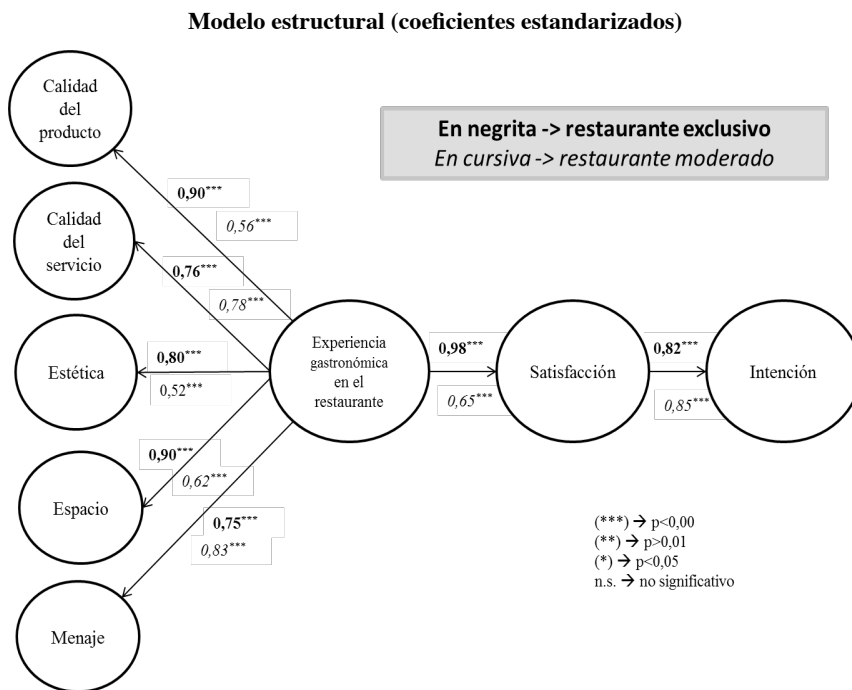 Modelo estructural (coeficientes estandarizados)
Calidad
del
producto
En negrita -> restaurante exclusivo
En cursiva -> restaurante moderado
0,90***
0,56***
Calidad
del
servicio
0,76***
0,78***
Estética
0,80***
0,52***
Experiencia
gastronómica
en el
restaurante
0,98***
0,65***
Satisfacción
0,82***
0,85***
Intención
Espacio
0,90***
0,62***
0,75***
0,83***
Menaje
(***) → p<0,00
(**) → p>0,01
(*) → p<0,05
n.s. → no significativo